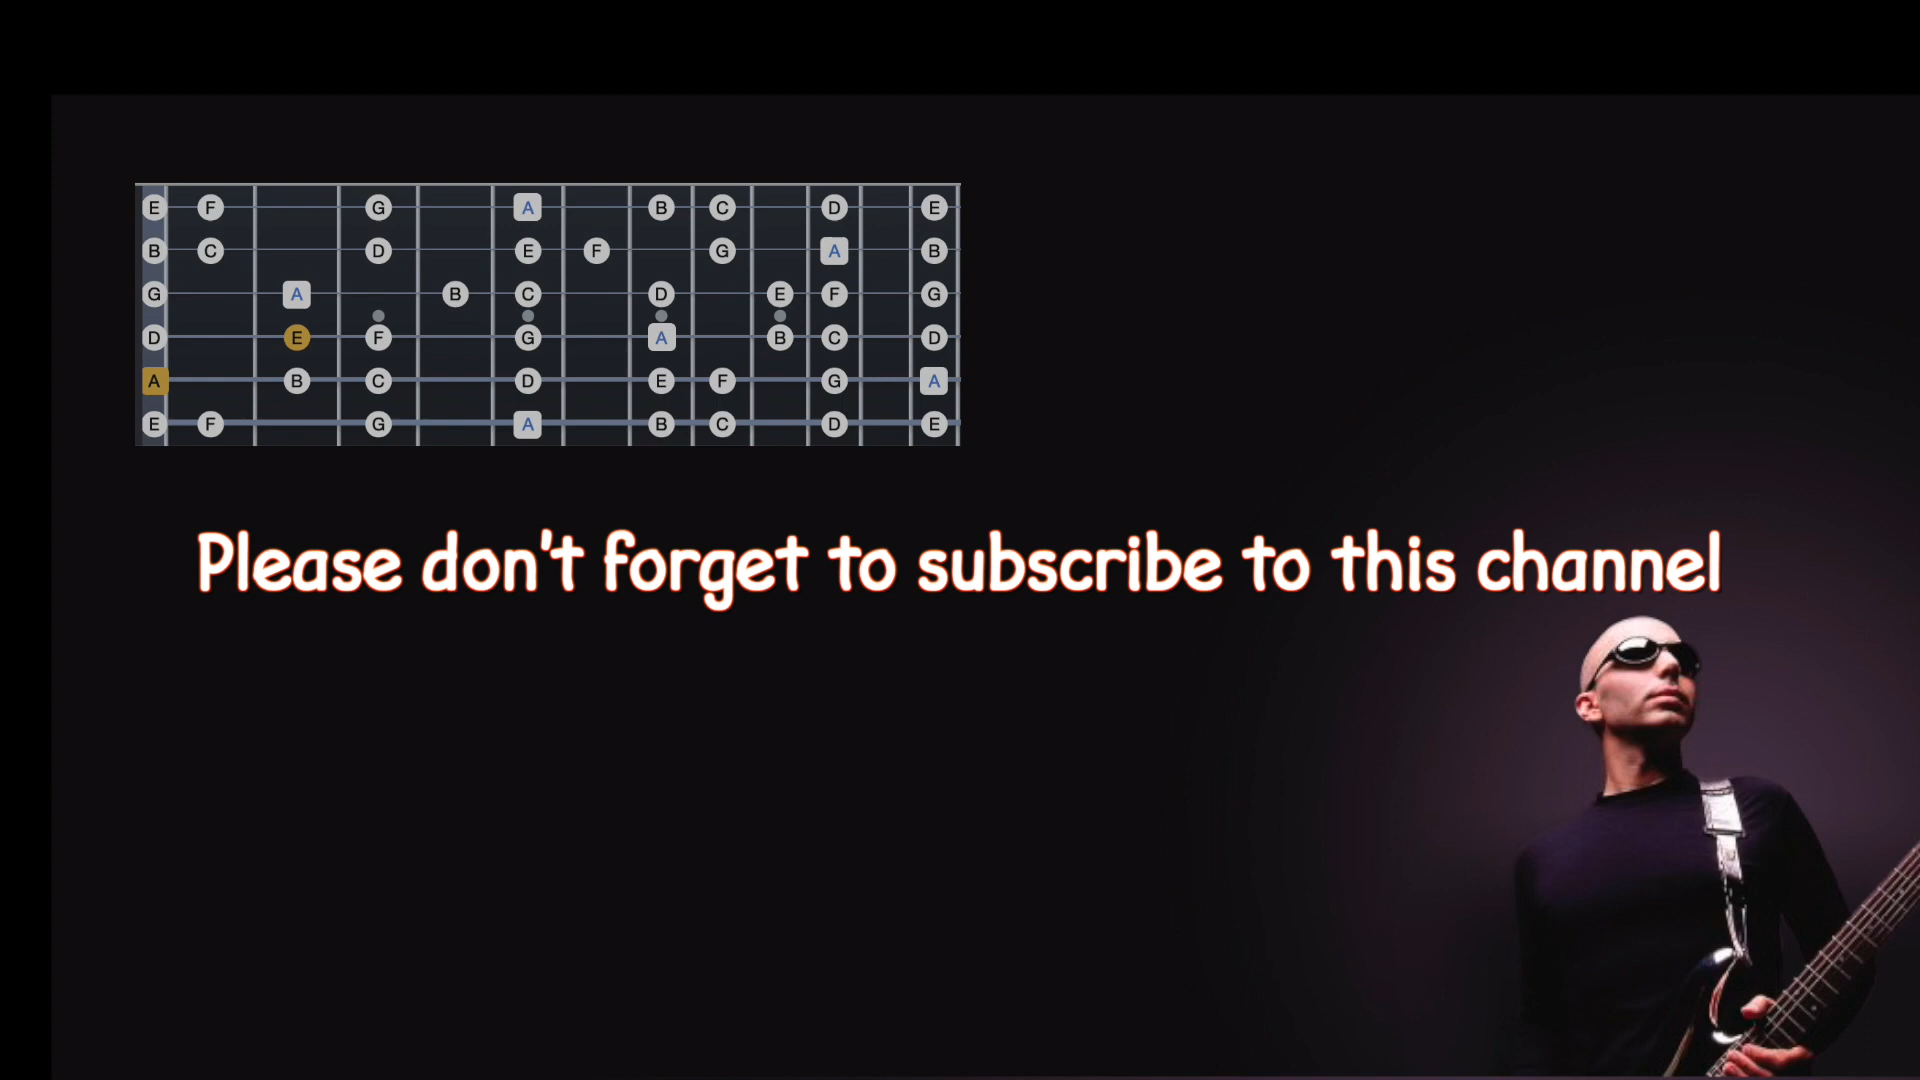 E F G A B C D E
B C D E F G A B
G A B C D E F G
D E F G A B C D
A B C D E F G A
E F G A B C D E
Please don't forget to subscribe to this channel